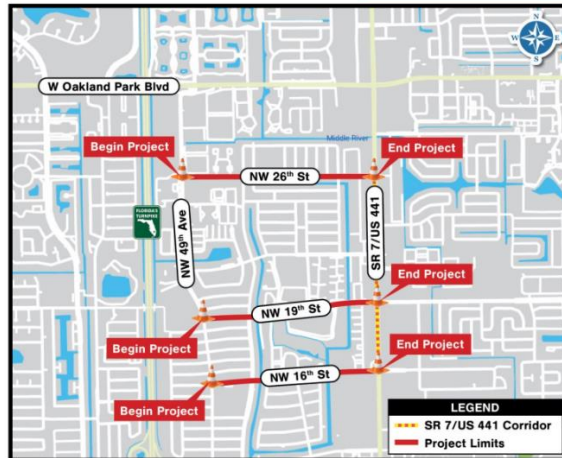 N
W
E
S
W Oakland Park Blvd
Middle River
Begin Project
End Project
NW 26th St
FLORIDA'S
TURNPIKE
NW 49th Ave
SR 7/US 441
End Project
NW 19th St
Begin Project
End Project
NW 16th St
Begin Project
LEGEND
SR 7/US 441 Corridor
Project Limits